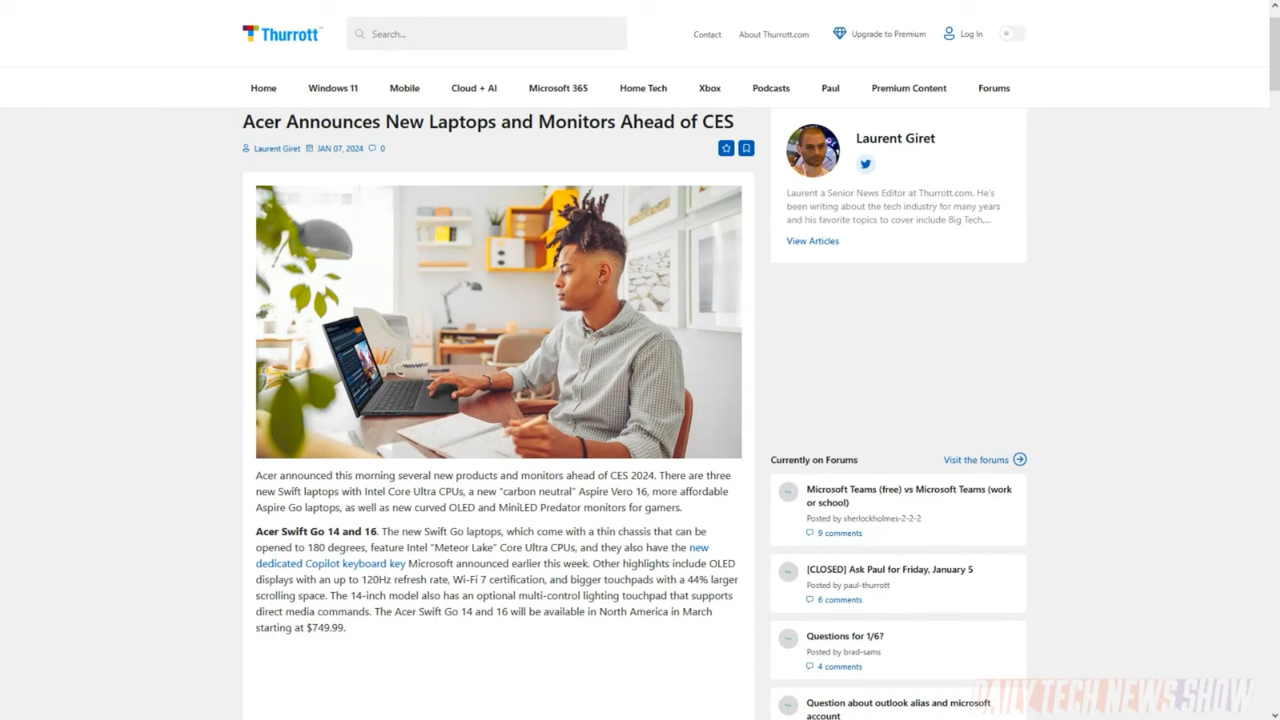 Thurrott
Search...
Contact
About Thurrott.com
Upgrade to Premium
Log In
Home
Windows 11
Mobile
Cloud + AI
Microsoft 365
Home Tech
Xbox
Podcasts
Paul
Premium Content
Forums
Acer Announces New Laptops and Monitors Ahead of CES
Laurent Giret JAN 07, 2024 0
Acer announced this morning several new products and monitors ahead of CES 2024. There are three
new Swift laptops with Intel Core Ultra CPUs, a new "carbon neutral" Aspire Vero 16, more affordable
Aspire Go laptops, as well as new curved OLED and MiniLED Predator monitors for gamers.
Acer Swift Go 14 and 16. The new Swift Go laptops, which come with a thin chassis that can be
opened to 180 degrees, feature Intel "Meteor Lake" Core Ultra CPUs, and they also have the new
dedicated Copilot keyboard key Microsoft announced earlier this week. Other highlights include OLED
displays with an up to 120Hz refresh rate, Wi-Fi 7 certification, and bigger touchpads with a 44% larger
scrolling space. The 14-inch model also has an optional multi-control lighting touchpad that supports
direct media commands. The Acer Swift Go 14 and 16 will be available in North America in March
starting at $749.99.
Laurent Giret
Laurent a Senior News Editor at Thurrott.com. He's
been writing about the tech industry for many years
and his favorite topics to cover include Big Tech,...
View Articles
Currently on Forums
Visit the forums
Microsoft Teams (free) vs Microsoft Teams (work
or school)
Posted by sherlockholmes-2-2-2
9 comments
[CLOSED] Ask Paul for Friday, January 5
Posted by paul-thurrott
6 comments
Questions for 1/6?
Posted by brad-sams
4 comments
Question about outlook alias and microsoft
account
DAILY TECH NEWS SHOW